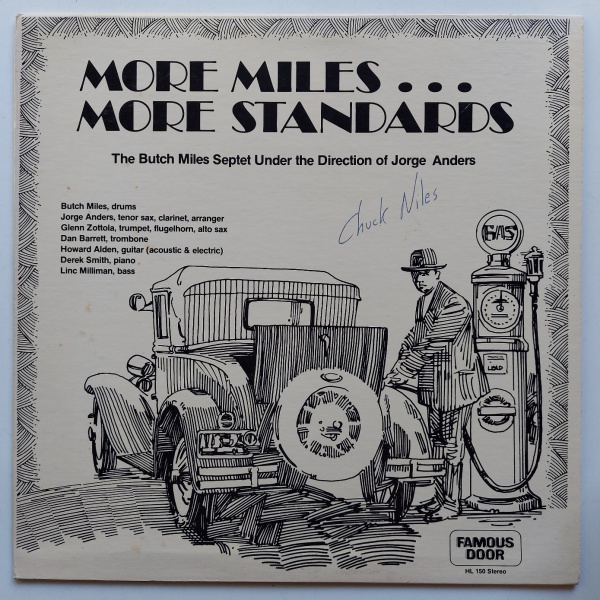 MORE MILES...
MORE STANDARDS
The Butch Miles Septet Under the Direction of Jorge Anders
Butch Miles, drums
Jorge Anders, tenor sax, clarinet, arranger
Glenn Zottola, trumpet, flugelhorn, alto sax
Dan Barrett, trombone
Howard Alden, guitar (acoustic & electric)
Derek Smith, piano
Linc Milliman, bass
Chuck Niles
GAS
LOAD
FAMOUS
DOOR
HL 150 Stereo